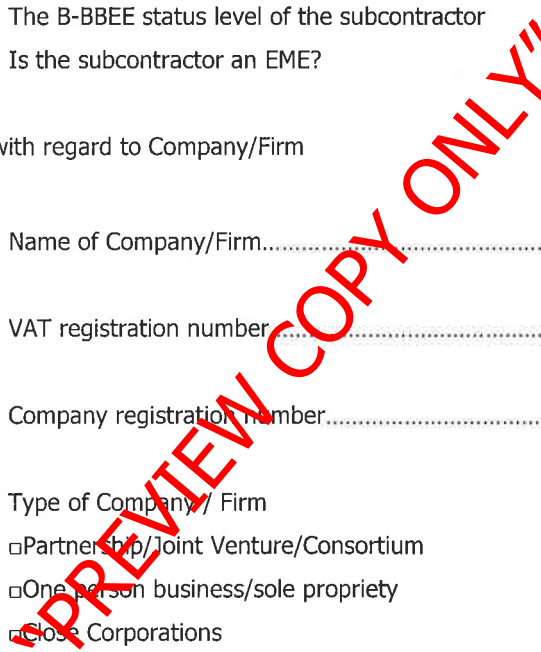 The B-BBEE status level of the subcontractor
Is the subcontractor an EME?
with regard to Company/Firm
Name of Company/Firm................................................
VAT registration number................................................
Company registration number................................................
Type of Company / Firm
□Partnership/Joint Venture/Consortium
□One person business/sole propriety
□Close Corporations
“PREVIEW COPY ONLY”